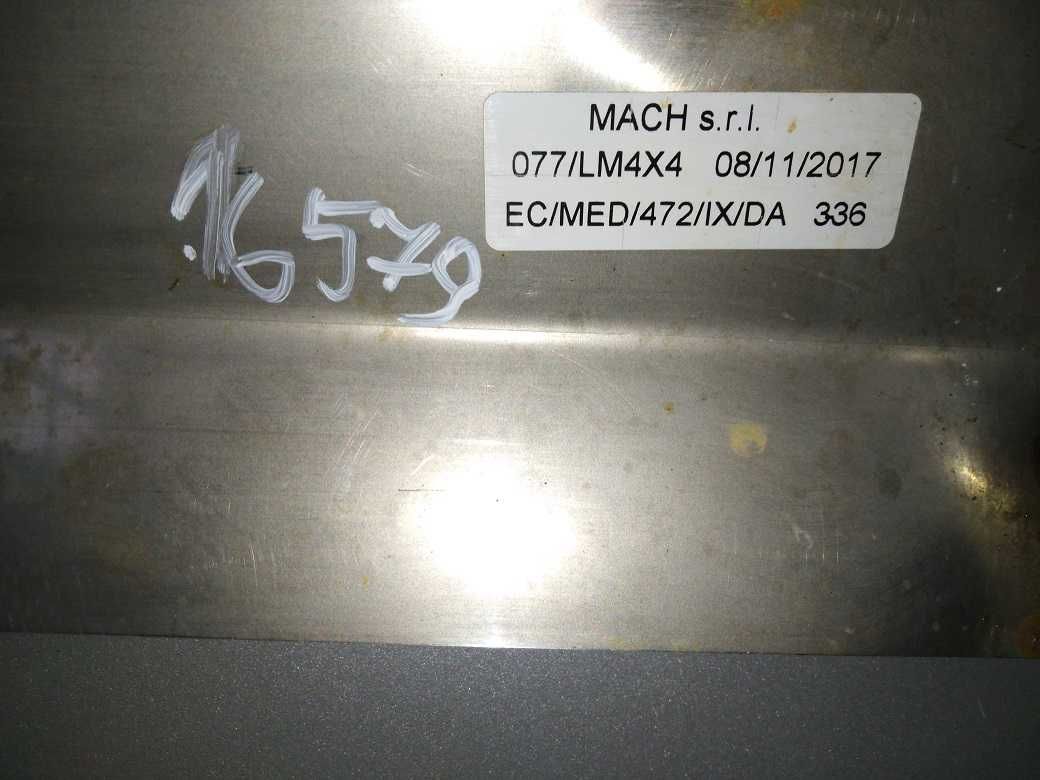 MACH s.r.l.
077/LM4X4 08/11/2017
EC/MED/472/IX/DA 336
16579